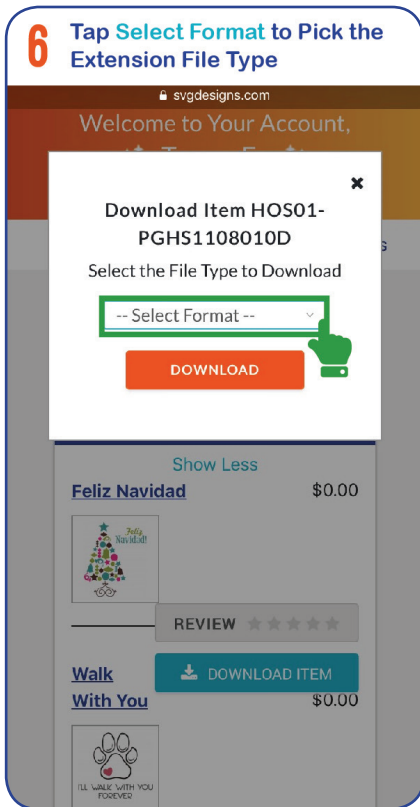 6
Tap Select Format to Pick the
Extension File Type
svgdesigns.com
Welcome to Your Account,
Download Item HOS01-
PGHS1108010D
Select the File Type to Download
-- Select Format --
DOWNLOAD
Show Less
Feliz Navidad $0.00
Feliz
Navidad!
REVIEW
Walk
With You
DOWNLOAD ITEM
$0.00
I'LL WALK WITH YOU
FOREVER